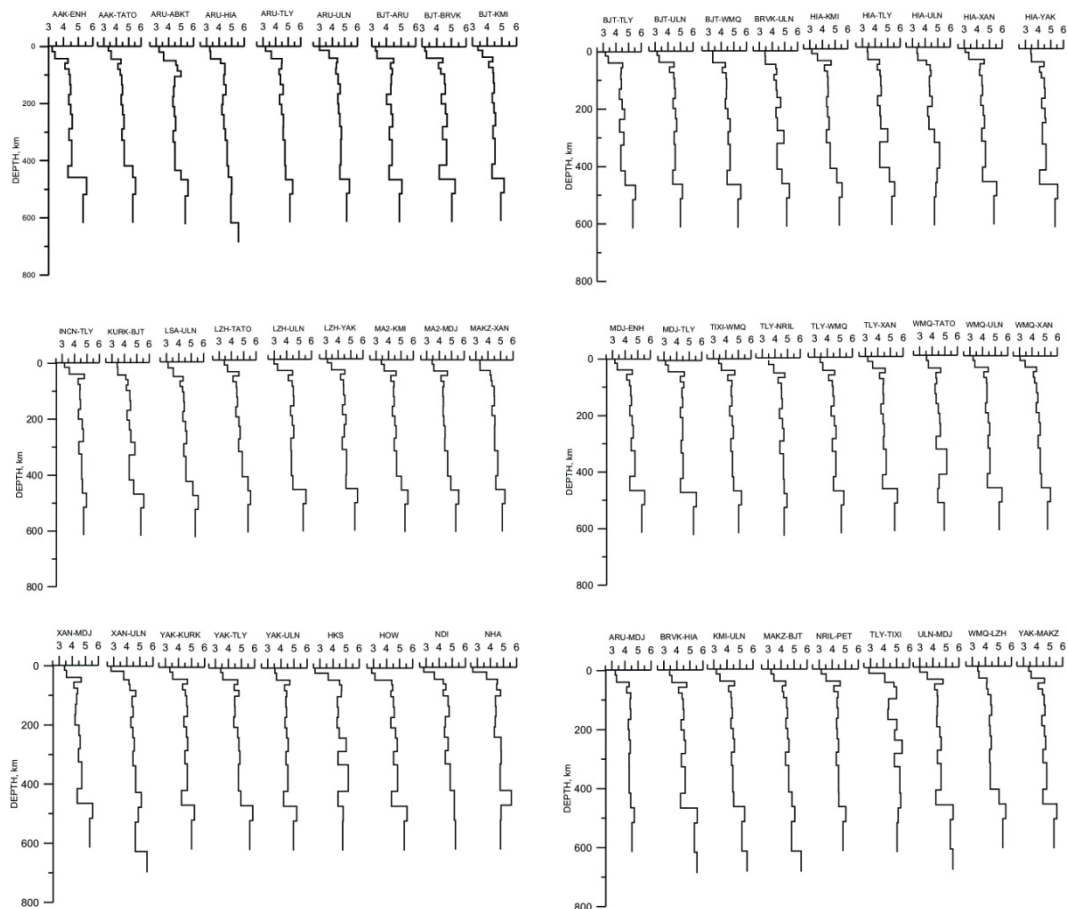 AAK-ENH AAK-TATO ARU-ABKT ARU-HIA ARU-TLY ARU-ULN BJT-ARU BJT-BRVK BJT-KMI
3 4 5 6 3 4 5 6 3 4 5 6 3 4 5 6 3 4 5 6 3 4 5 6 3 4 5 6 3 4 5 6 3 4 5 6
0
200
400
600
800
DEPTH, km
BJT-TLY BJT-ULN BJT-WMQ BRVK-ULN HIA-KMI HIA-TLY HIA-ULN HIA-XAN HIA-YAK
3 4 5 6 3 4 5 6 3 4 5 6 3 4 5 6 3 4 5 6 3 4 5 6 3 4 5 6 3 4 5 6 3 4 5 6
0
200
400
600
800
DEPTH, km
INCN-TLY KURK-BJT LSA-ULN LZH-TATO LZH-ULN LZH-YAK MA2-KMI MA2-MDJ MAKZ-XAN
3 4 5 6 3 4 5 6 3 4 5 6 3 4 5 6 3 4 5 6 3 4 5 6 3 4 5 6 3 4 5 6 3 4 5 6
0
200
400
600
800
DEPTH, km
MDJ-ENH MDJ-TLY TIXI-WMQ TLY-NRIL TLY-WMQ TLY-XAN WMQ-TATO WMQ-ULN WMQ-XAN
3 4 5 6 3 4 5 6 3 4 5 6 3 4 5 6 3 4 5 6 3 4 5 6 3 4 5 6 3 4 5 6 3 4 5 6
0
200
400
600
800
DEPTH, km
XAN-MDJ XAN-ULN YAK-KURK YAK-TLY YAK-ULN HKS HOW NDI NHA
3 4 5 6 3 4 5 6 3 4 5 6 3 4 5 6 3 4 5 6 3 4 5 6 3 4 5 6 3 4 5 6 3 4 5 6
0
200
400
600
800
DEPTH, km
ARU-MDJ BRVK-HIA KMI-ULN MAKZ-BJT NRIL-PET TLY-TIXI ULN-MDJ WMQ-LZH YAK-MAKZ
3 4 5 6 3 4 5 6 3 4 5 6 3 4 5 6 3 4 5 6 3 4 5 6 3 4 5 6 3 4 5 6 3 4 5 6
0
200
400
600
800
DEPTH, km